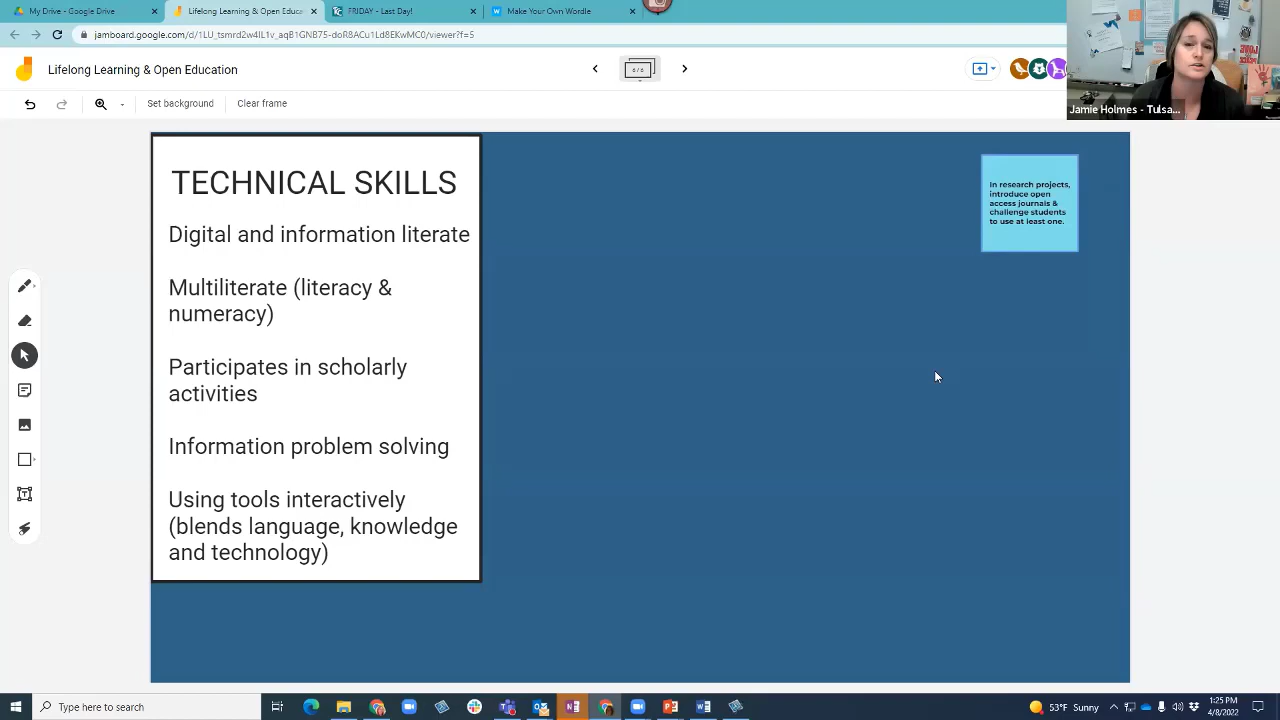 My Drive - Google Drive
Lifelong Learning & Open Educa
FRIDAY - Last Day!
Make Your Own Wordle
jamboard.google.com/d/1LU_tsmrd2w4IL1v_aqB1GNB75-doR8ACu1Ld8EKwMC0/viewer?f=5
Lifelong Learning & Open Education
6 / 6
Set background
Clear frame
Jamie Holmes - Tulsa...
TECHNICAL SKILLS
Digital and information literate
Multiliterate (literacy &
numeracy)
Participates in scholarly
activities
Information problem solving
Using tools interactively
(blends language, knowledge
and technology)
In research projects,
introduce open
access journals &
challenge students
to use at least one.
Type here to search
53°F Sunny
1:25 PM
4/8/2022